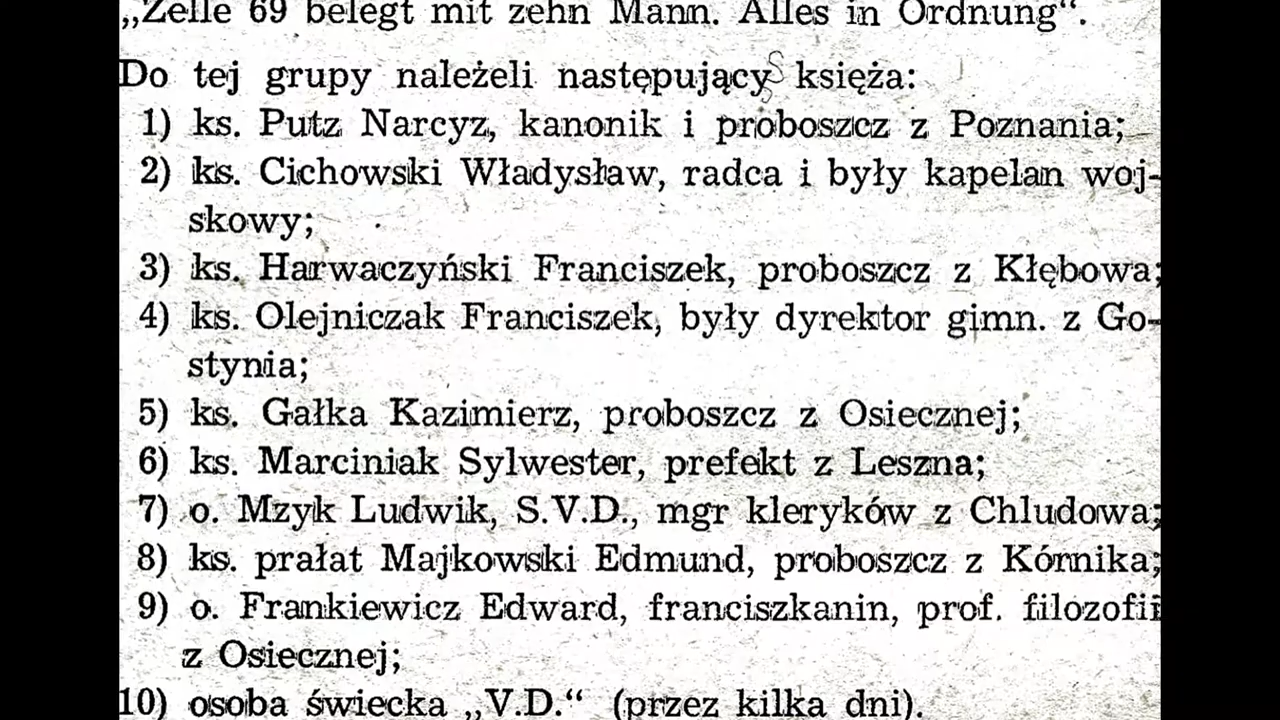 „Zelle 69 belegt mit zehn Mann. Alles in Ordnung“.
Do tej grupy należeli następujący księża:
1) ks. Putz Narcyz, kanonik i proboszcz z Poznania;
2) ks. Cichowski Władysław, radca i były kapelan woj-
skowy;
3) ks. Harwaczyński Franciszek, proboszcz z Kłębowa;
4) ks. Olejniczak Franciszek, były dyrektor gimn. z Go-
stynia;
5) ks. Gałka Kazimierz, proboszcz z Osiecznej;
6) ks. Marciniak Sylwester, prefekt z Leszna;
7) o. Mzyk Ludwik, S.V.D., mgr kleryków z Chludowa;
8) ks. prałat Majkowski Edmund, proboszcz z Kórnika;
9) o. Frankiewicz Edward, franciszkanin, prof. filozofii
z Osiecznej;
10) osoba świecka „V.D.“ (przez kilka dni).